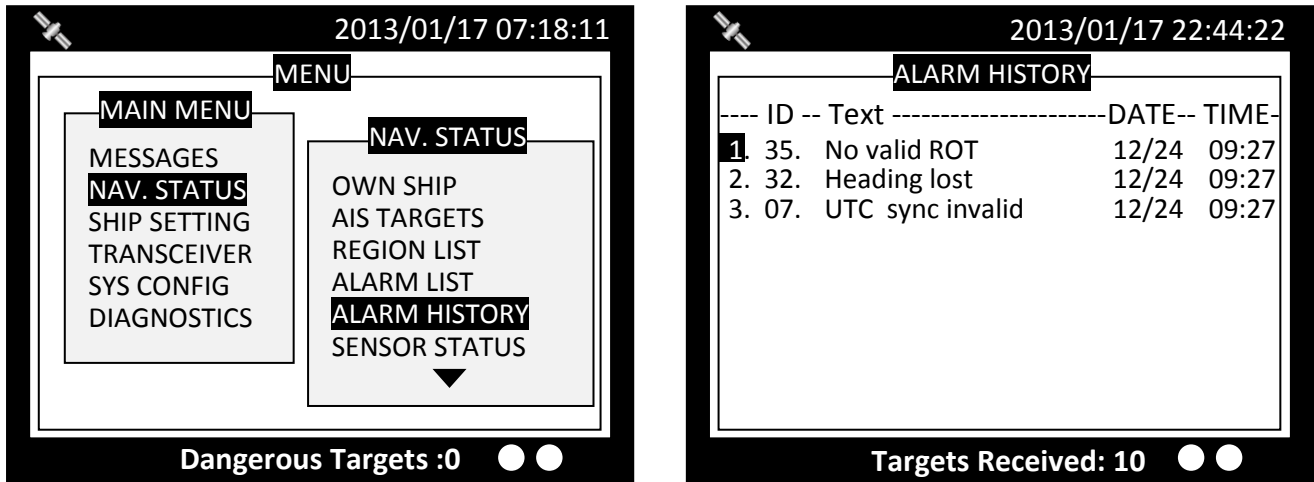 2013/01/17 07:18:11
MENU
MAIN MENU
MESSAGES
NAV. STATUS
SHIP SETTING
TRANSCEIVER
SYS CONFIG
DIAGNOSTICS
NAV. STATUS
OWN SHIP
AIS TARGETS
REGION LIST
ALARM LIST
ALARM HISTORY
SENSOR STATUS
Dangerous Targets :0
2013/01/17 22:44:22
ALARM HISTORY
---- ID -- Text ----------------------DATE-- TIME-
1. 35. No valid ROT 12/24 09:27
2. 32. Heading lost 12/24 09:27
3. 07. UTC sync invalid 12/24 09:27
Targets Received: 10